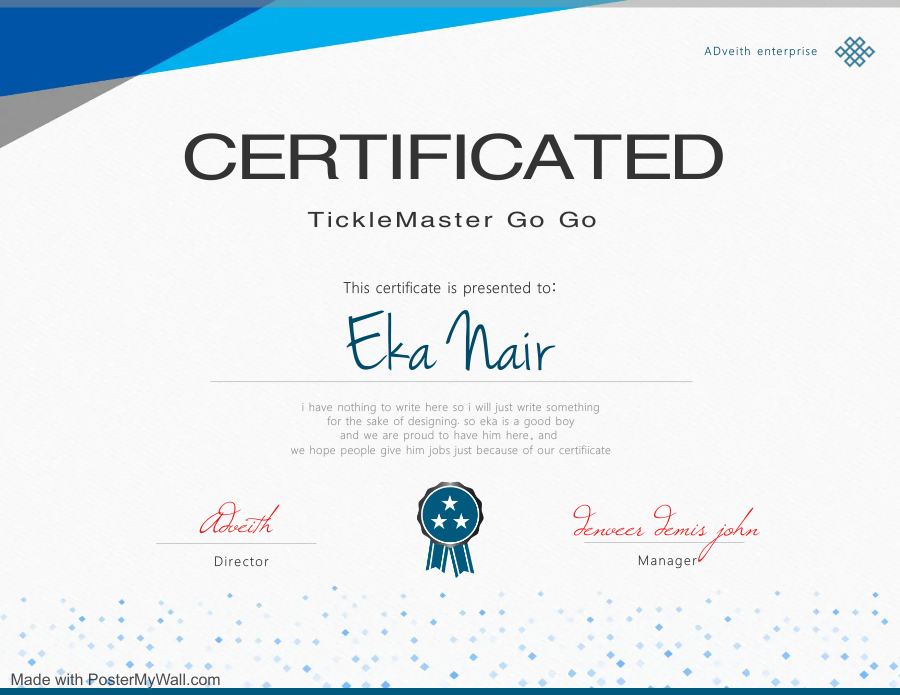 ADveith enterprise
CERTIFICATED
TickleMaster Go Go
This certificate is presented to:
Eka Nair
i have nothing to write here so i will just write something
for the sake of designing. so eka is a good boy
and we are proud to have him here, and
we hope people give him jobs just because of our certifiicate
Adveith
Director
denveer demis john
Manager
Made with PosterMyWall.com